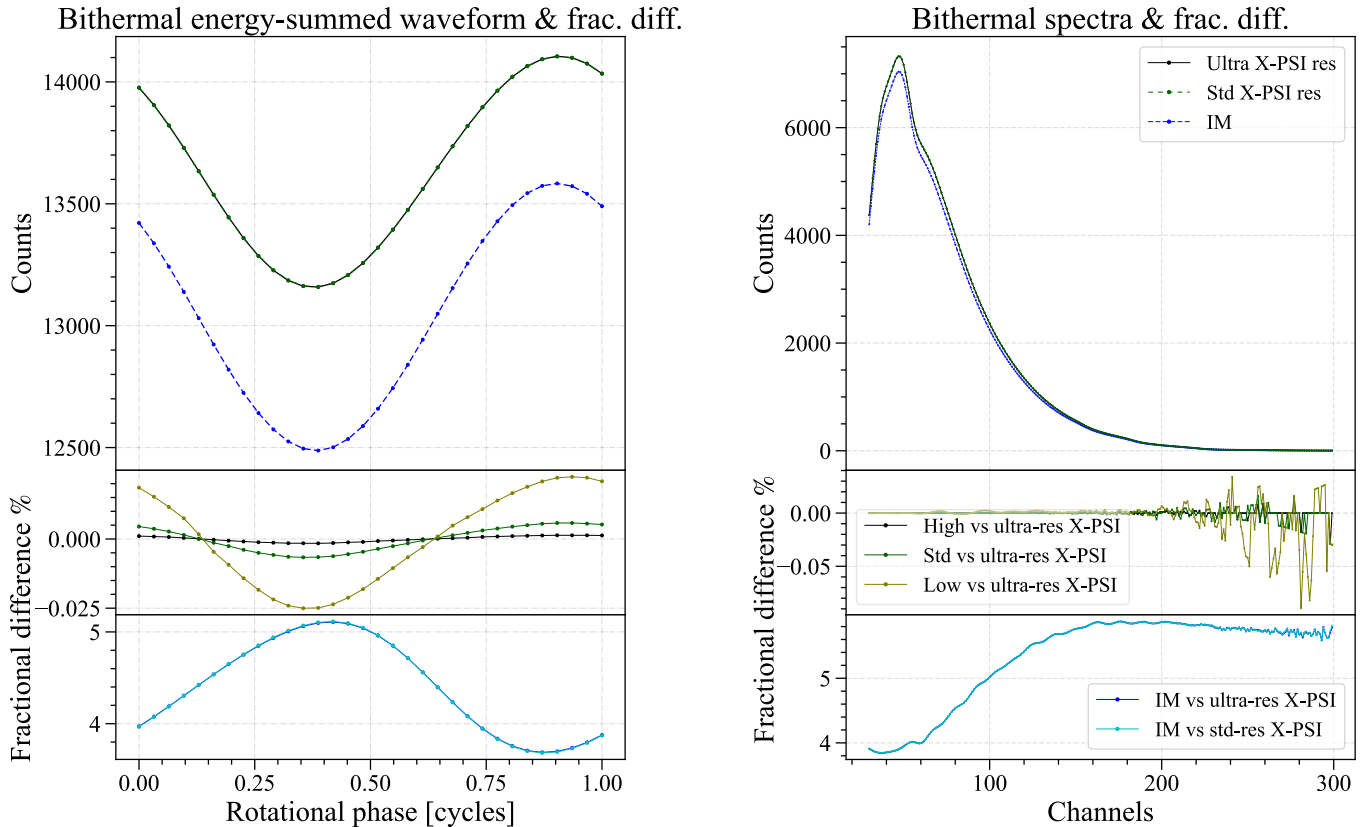 Bithermal energy-summed waveform & frac. diff.
14000
13500
13000
12500
Counts
0.000
−0.025
5
4
Fractional difference %
0.00
0.25
0.50
0.75
1.00
Rotational phase [cycles]
Bithermal spectra & frac. diff.
Ultra X-PSI res
Std X-PSI res
IM
6000
4000
2000
0
Counts
0.00
−0.05
High vs ultra-res X-PSI
Std vs ultra-res X-PSI
Low vs ultra-res X-PSI
5
4
Fractional difference %
IM vs ultra-res X-PSI
IM vs std-res X-PSI
100
200
300
Channels